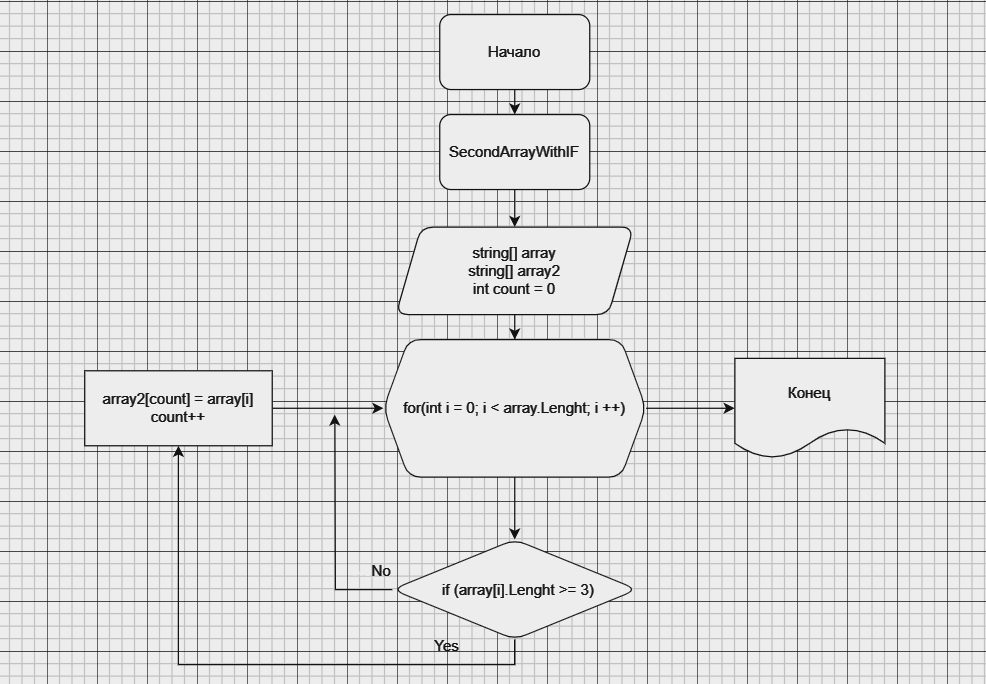 Начало
SecondArrayWithIF
string[] array
string[] array2
int count = 0
for(int i = 0; i < array.Lenght; i ++)
Конец
array2[count] = array[i]
count++
if (array[i].Lenght >= 3)
No
Yes